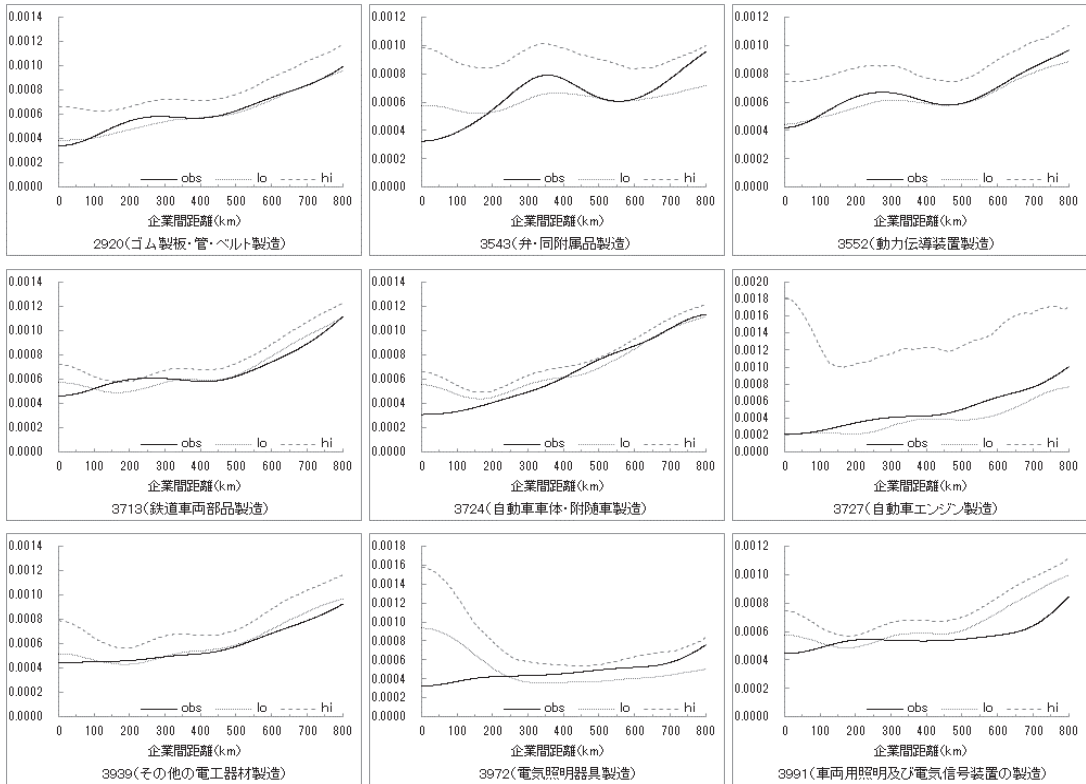 0.0014
0.0012
0.0010
0.0008
0.0006
0.0004
0.0002
0.0000
obs lo hi
0 100 200 300 400 500 600 700 800
企業間距離(km)
2920(ゴム製板・管・ベルト製造)
0.0012
0.0010
0.0008
0.0006
0.0004
0.0002
0.0000
obs lo hi
0 100 200 300 400 500 600 700 800
企業間距離(km)
3543(弁・同附属品製造)
0.0012
0.0010
0.0008
0.0006
0.0004
0.0002
0.0000
obs lo hi
0 100 200 300 400 500 600 700 800
企業間距離(km)
3552(動力伝導装置製造)
0.0014
0.0012
0.0010
0.0008
0.0006
0.0004
0.0002
0.0000
obs lo hi
0 100 200 300 400 500 600 700 800
企業間距離(km)
3713(鉄道車両部品製造)
0.0014
0.0012
0.0010
0.0008
0.0006
0.0004
0.0002
0.0000
obs lo hi
0 100 200 300 400 500 600 700 800
企業間距離(km)
3724(自動車車体・附随車製造)
0.0020
0.0018
0.0016
0.0014
0.0012
0.0010
0.0008
0.0006
0.0004
0.0002
0.0000
obs lo hi
0 100 200 300 400 500 600 700 800
企業間距離(km)
3727(自動車エンジン製造)
0.0014
0.0012
0.0010
0.0008
0.0006
0.0004
0.0002
0.0000
obs lo hi
0 100 200 300 400 500 600 700 800
企業間距離(km)
3939(その他の電工器材製造)
0.0018
0.0016
0.0014
0.0012
0.0010
0.0008
0.0006
0.0004
0.0002
0.0000
obs lo hi
0 100 200 300 400 500 600 700 800
企業間距離(km)
3972(電気照明器具製造)
0.0012
0.0010
0.0008
0.0006
0.0004
0.0002
0.0000
obs lo hi
0 100 200 300 400 500 600 700 800
企業間距離(km)
3991(車両用照明及び電気信号装置の製造)